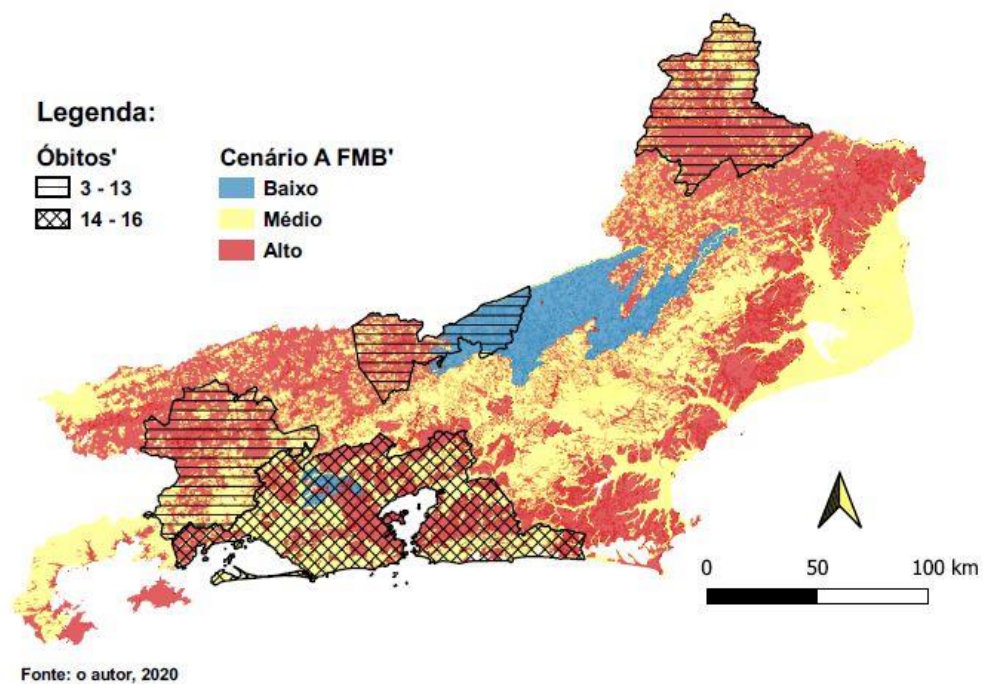 Legenda:
Óbitos'
3 - 13
14 - 16
Cenário A FMB'
Baixo
Médio
Alto
0 50 100 km
Fonte: o autor, 2020